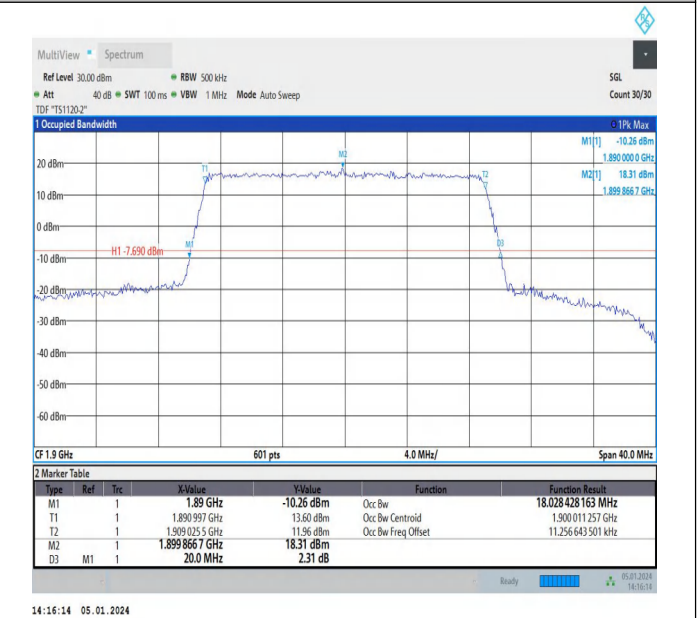 R S
MultiView Spectrum
Ref Level 30.00 dBm RBW 500 kHz SGL
Att 40 dB SWT 100 ms VBW 1 MHz Mode Auto Sweep Count 30/30
TDF "TS1120-2"
1 Occupied Bandwidth 1Pk Max
M1[1] -10.26 dBm
1.890 000 0 GHz
M2[1] 18.31 dBm
1.899 866 7 GHz
M2
20 dBm
T1 T2
10 dBm
0 dBm
H1 -7.690 dBm
M1 D3
-10 dBm
-20 dBm
-30 dBm
-40 dBm
-50 dBm
-60 dBm
CF 1.9 GHz 601 pts 4.0 MHz/ Span 40.0 MHz
2 Marker Table
Type Ref Trc X-Value Y-Value Function Function Result
M1 1 1.89 GHz -10.26 dBm Occ Bw 18.028 428 163 MHz
T1 1 1.890 997 GHz 13.60 dBm Occ Bw Centroid 1.900 011 257 GHz
T2 1 1.909 025 5 GHz 11.96 dBm Occ Bw Freq Offset 11.256 643 501 kHz
M2 1 1.899 866 7 GHz 18.31 dBm
D3 M1 1 20.0 MHz 2.31 dB
Ready 05.01.2024
14:16:14
14:16:14 05.01.2024